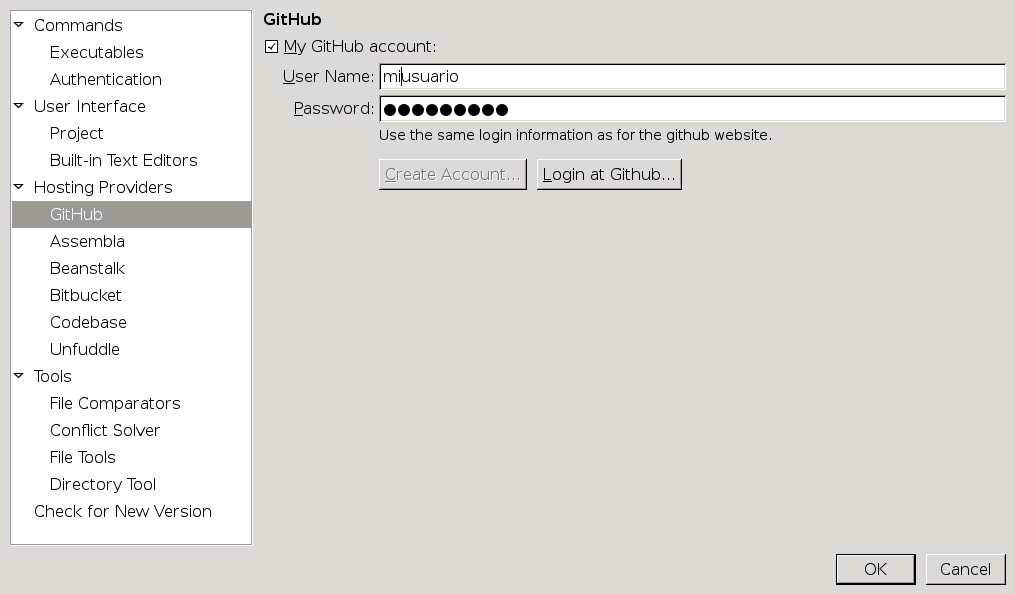 Commands
Executables
Authentication
User Interface
Project
Built-in Text Editors
Hosting Providers
GitHub
Assembla
Beanstalk
Bitbucket
Codebase
Unfuddle
Tools
File Comparators
Conflict Solver
File Tools
Directory Tool
Check for New Version
GitHub
My GitHub account:
User Name: miusuario
Password: ●●●●●●●●●
Use the same login information as for the github website.
Create Account... Login at Github...
OK Cancel